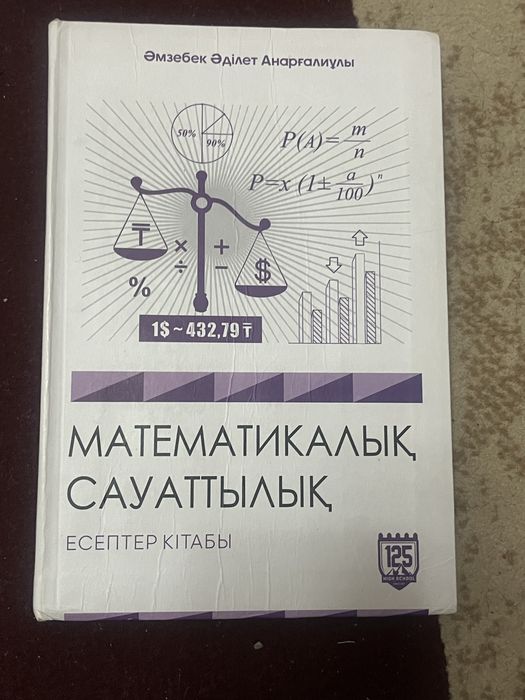 Әмзебек Әділет Анарғалиұлы
50%
90%
P(A)= m/n
P=x (1± a/100)ⁿ
₸
× +
÷ −
$
%
1$ ~ 432,79 ₸
МАТЕМАТИКАЛЫҚ
САУАТТЫЛЫҚ
ЕСЕПТЕР КІТАБЫ
125
HIGH SCHOOL